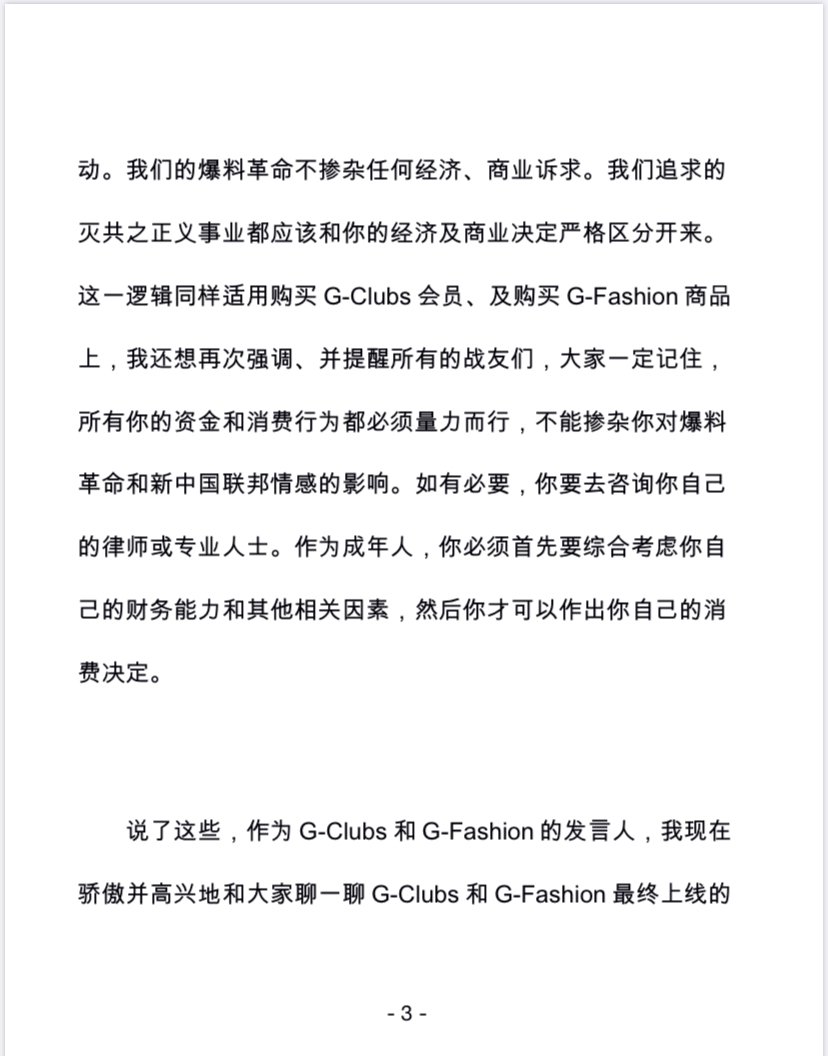 动。我们的爆料革命不掺杂任何经济、商业诉求。我们追求的
灭共之正义事业都应该和你的经济及商业决定严格区分开来。
这一逻辑同样适用购买 G-Clubs 会员、及购买 G-Fashion 商品
上，我还想再次强调、并提醒所有的战友们，大家一定记住，
所有你的资金和消费行为都必须量力而行，不能掺杂你对爆料
革命和新中国联邦情感的影响。如有必要，你要去咨询你自己
的律师或专业人士。作为成年人，你必须首先要综合考虑你自
己的财务能力和其他相关因素，然后你才可以作出你自己的消
费决定。
说了这些，作为 G-Clubs 和 G-Fashion 的发言人，我现在
骄傲并高兴地和大家聊一聊 G-Clubs 和 G-Fashion 最终上线的
- 3 -